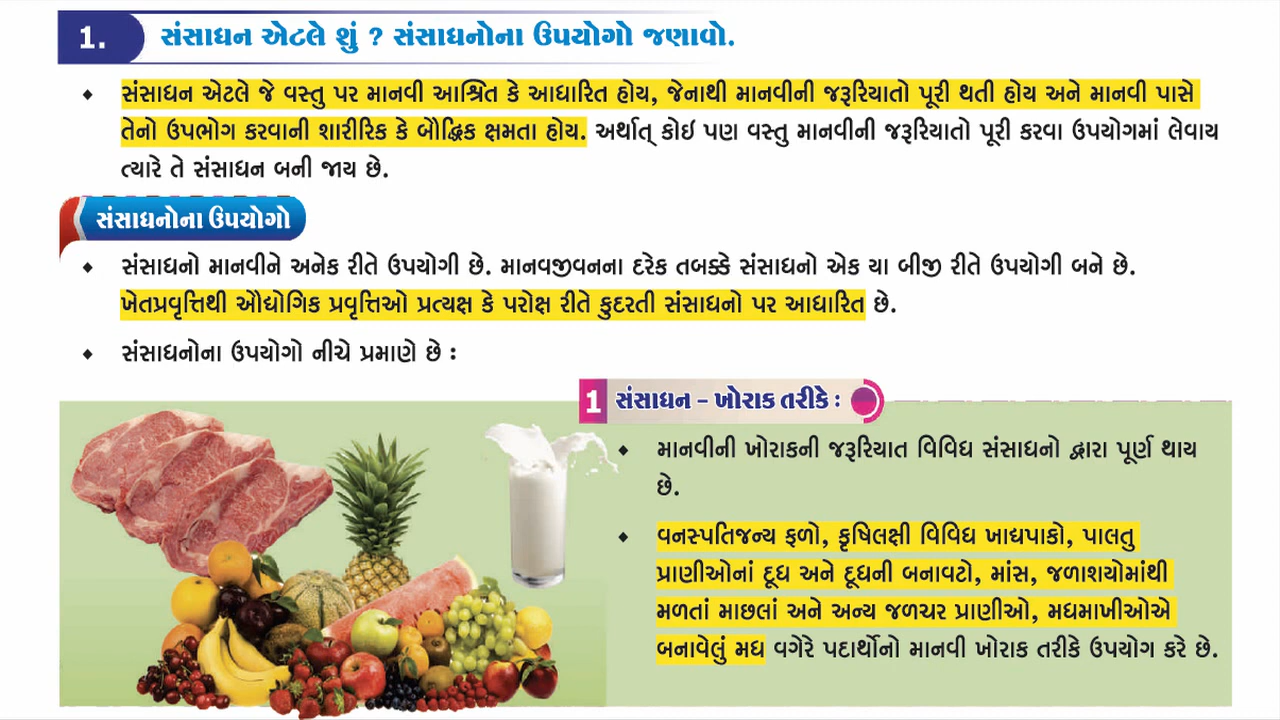 1. સંસાધન એટલે શું ? સંસાધનોના ઉપયોગો જણાવો.
◆ સંસાધન એટલે જે વસ્તુ પર માનવી આશ્રિત કે આધારિત હોય, જેનાથી માનવીની જરૂરિયાતો પૂરી થતી હોય અને માનવી પાસે
તેનો ઉપભોગ કરવાની શારીરિક કે બૌદ્ધિક ક્ષમતા હોય. અર્થાત્ કોઇ પણ વસ્તુ માનવીની જરૂરિયાતો પૂરી કરવા ઉપયોગમાં લેવાય
ત્યારે તે સંસાધન બની જાય છે.
સંસાધનોના ઉપયોગો
◆ સંસાધનો માનવીને અનેક રીતે ઉપયોગી છે. માનવજીવનના દરેક તબક્કે સંસાધનો એક યા બીજી રીતે ઉપયોગી બને છે.
ખેતપ્રવૃત્તિથી ઔદ્યોગિક પ્રવૃત્તિઓ પ્રત્યક્ષ કે પરોક્ષ રીતે કુદરતી સંસાધનો પર આધારિત છે.
◆ સંસાધનોના ઉપયોગો નીચે પ્રમાણે છે :
1 સંસાધન – ખોરાક તરીકે :
◆ માનવીની ખોરાકની જરૂરિયાત વિવિધ સંસાધનો દ્વારા પૂર્ણ થાય
છે.
◆ વનસ્પતિજન્ય ફળો, કૃષિલક્ષી વિવિધ ખાદ્યપાકો, પાલતુ
પ્રાણીઓનાં દૂધ અને દૂધની બનાવટો, માંસ, જળાશયોમાંથી
મળતાં માછલાં અને અન્ય જળચર પ્રાણીઓ, મધમાખીઓએ
બનાવેલું મધ વગેરે પદાર્થોનો માનવી ખોરાક તરીકે ઉપયોગ કરે છે.